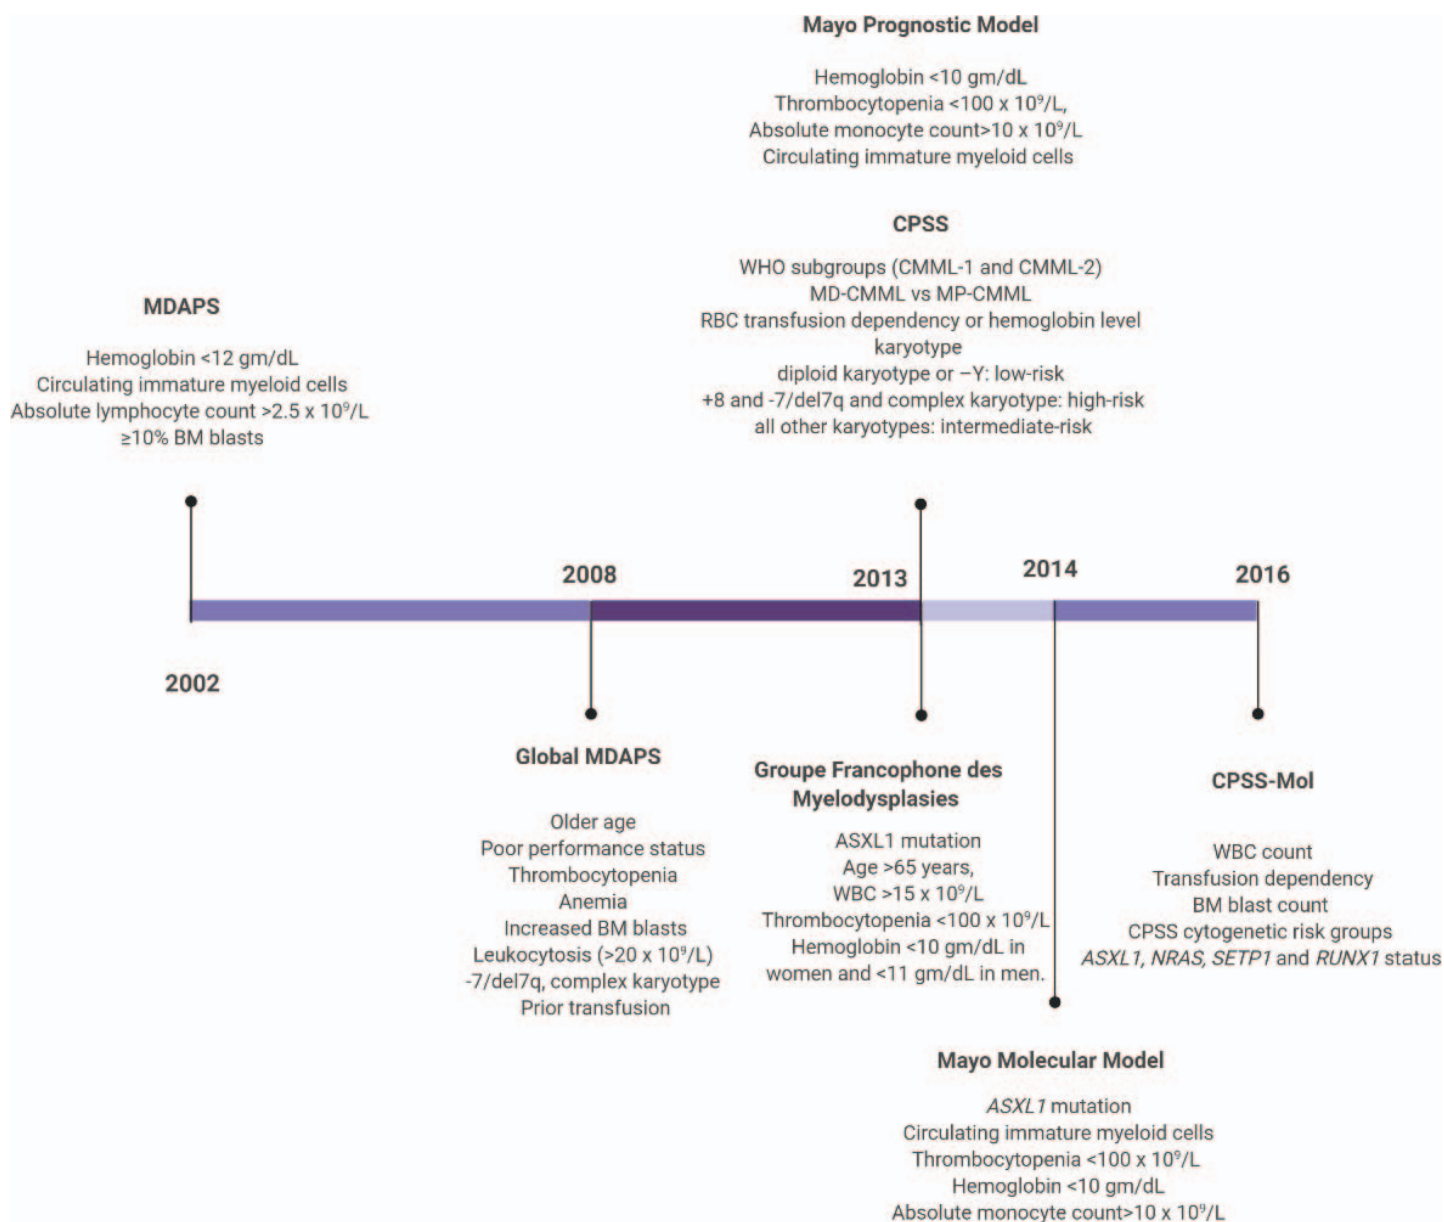 Mayo Prognostic Model
Hemoglobin <10 gm/dL
Thrombocytopenia <100 x 10⁹/L,
Absolute monocyte count>10 x 10⁹/L
Circulating immature myeloid cells
CPSS
WHO subgroups (CMML-1 and CMML-2)
MD-CMML vs MP-CMML
RBC transfusion dependency or hemoglobin level
karyotype
diploid karyotype or –Y: low-risk
+8 and -7/del7q and complex karyotype: high-risk
all other karyotypes: intermediate-risk
MDAPS
Hemoglobin <12 gm/dL
Circulating immature myeloid cells
Absolute lymphocyte count >2.5 x 10⁹/L
≥10% BM blasts
2008
2013
2014
2016
2002
Global MDAPS
Older age
Poor performance status
Thrombocytopenia
Anemia
Increased BM blasts
Leukocytosis (>20 x 10⁹/L)
-7/del7q, complex karyotype
Prior transfusion
Groupe Francophone des
Myelodysplasies
ASXL1 mutation
Age >65 years,
WBC >15 x 10⁹/L
Thrombocytopenia <100 x 10⁹/L
Hemoglobin <10 gm/dL in
women and <11 gm/dL in men.
CPSS-Mol
WBC count
Transfusion dependency
BM blast count
CPSS cytogenetic risk groups
ASXL1, NRAS, SETP1 and RUNX1 status
Mayo Molecular Model
ASXL1 mutation
Circulating immature myeloid cells
Thrombocytopenia <100 x 10⁹/L
Hemoglobin <10 gm/dL
Absolute monocyte count>10 x 10⁹/L